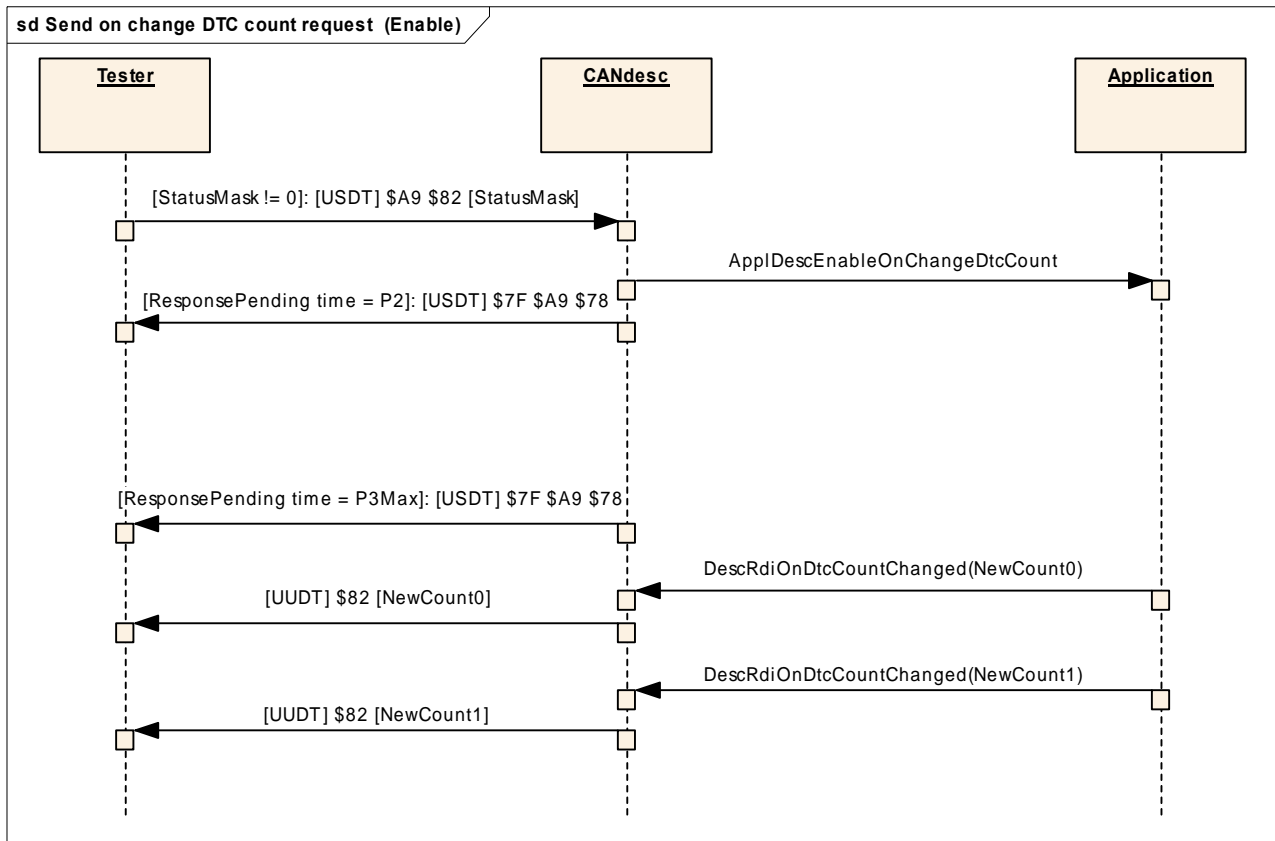 sd Send on change DTC count request (Enable)
Tester
CANdesc
Application
[StatusMask != 0]: [USDT] $A9 $82 [StatusMask]
ApplDescEnableOnChangeDtcCount
[ResponsePending time = P2]: [USDT] $7F $A9 $78
[ResponsePending time = P3Max]: [USDT] $7F $A9 $78
DescRdiOnDtcCountChanged(NewCount0)
[UUDT] $82 [NewCount0]
DescRdiOnDtcCountChanged(NewCount1)
[UUDT] $82 [NewCount1]